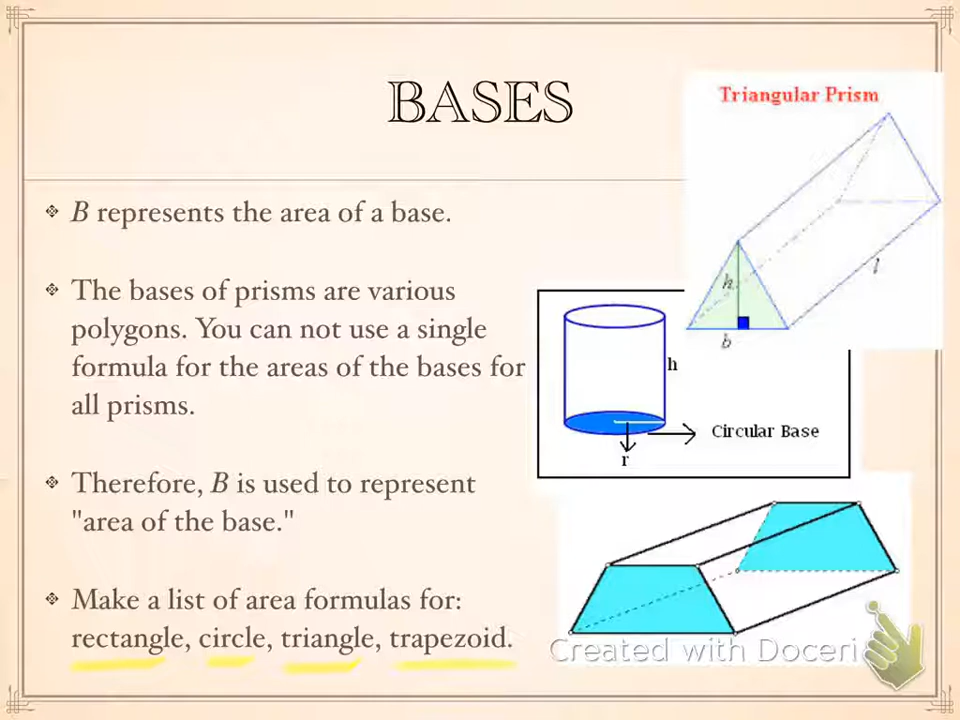 BASES
Triangular Prism
B represents the area of a base.
The bases of prisms are various
polygons. You can not use a single
formula for the areas of the bases for
all prisms.
Therefore, B is used to represent
"area of the base."
Make a list of area formulas for:
rectangle, circle, triangle, trapezoid.
h
l
b
h
Circular Base
r
Created with Doceri